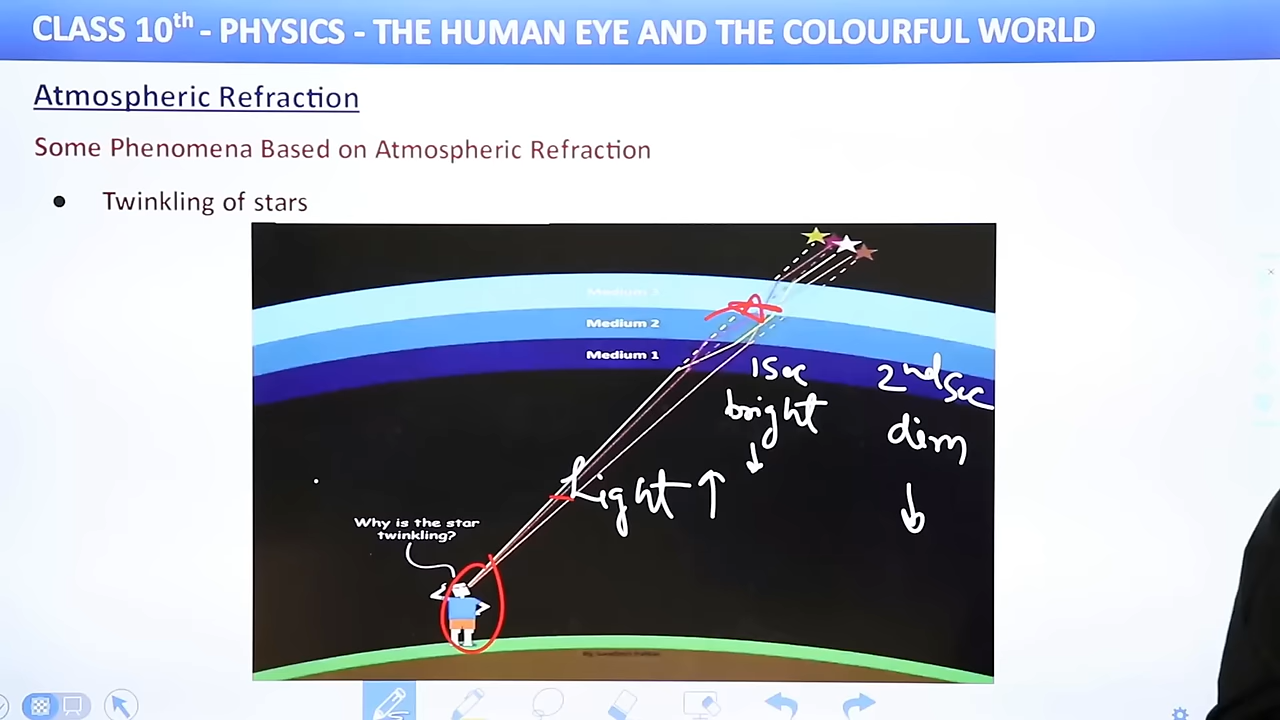 CLASS 10th - PHYSICS - THE HUMAN EYE AND THE COLOURFUL WORLD
Atmospheric Refraction
Some Phenomena Based on Atmospheric Refraction
● Twinkling of stars
Medium 3
Medium 2
Medium 1
1 Sec
bright
↓
2nd Sec
dim
↓
Light ↑
Why is the star
twinkling?